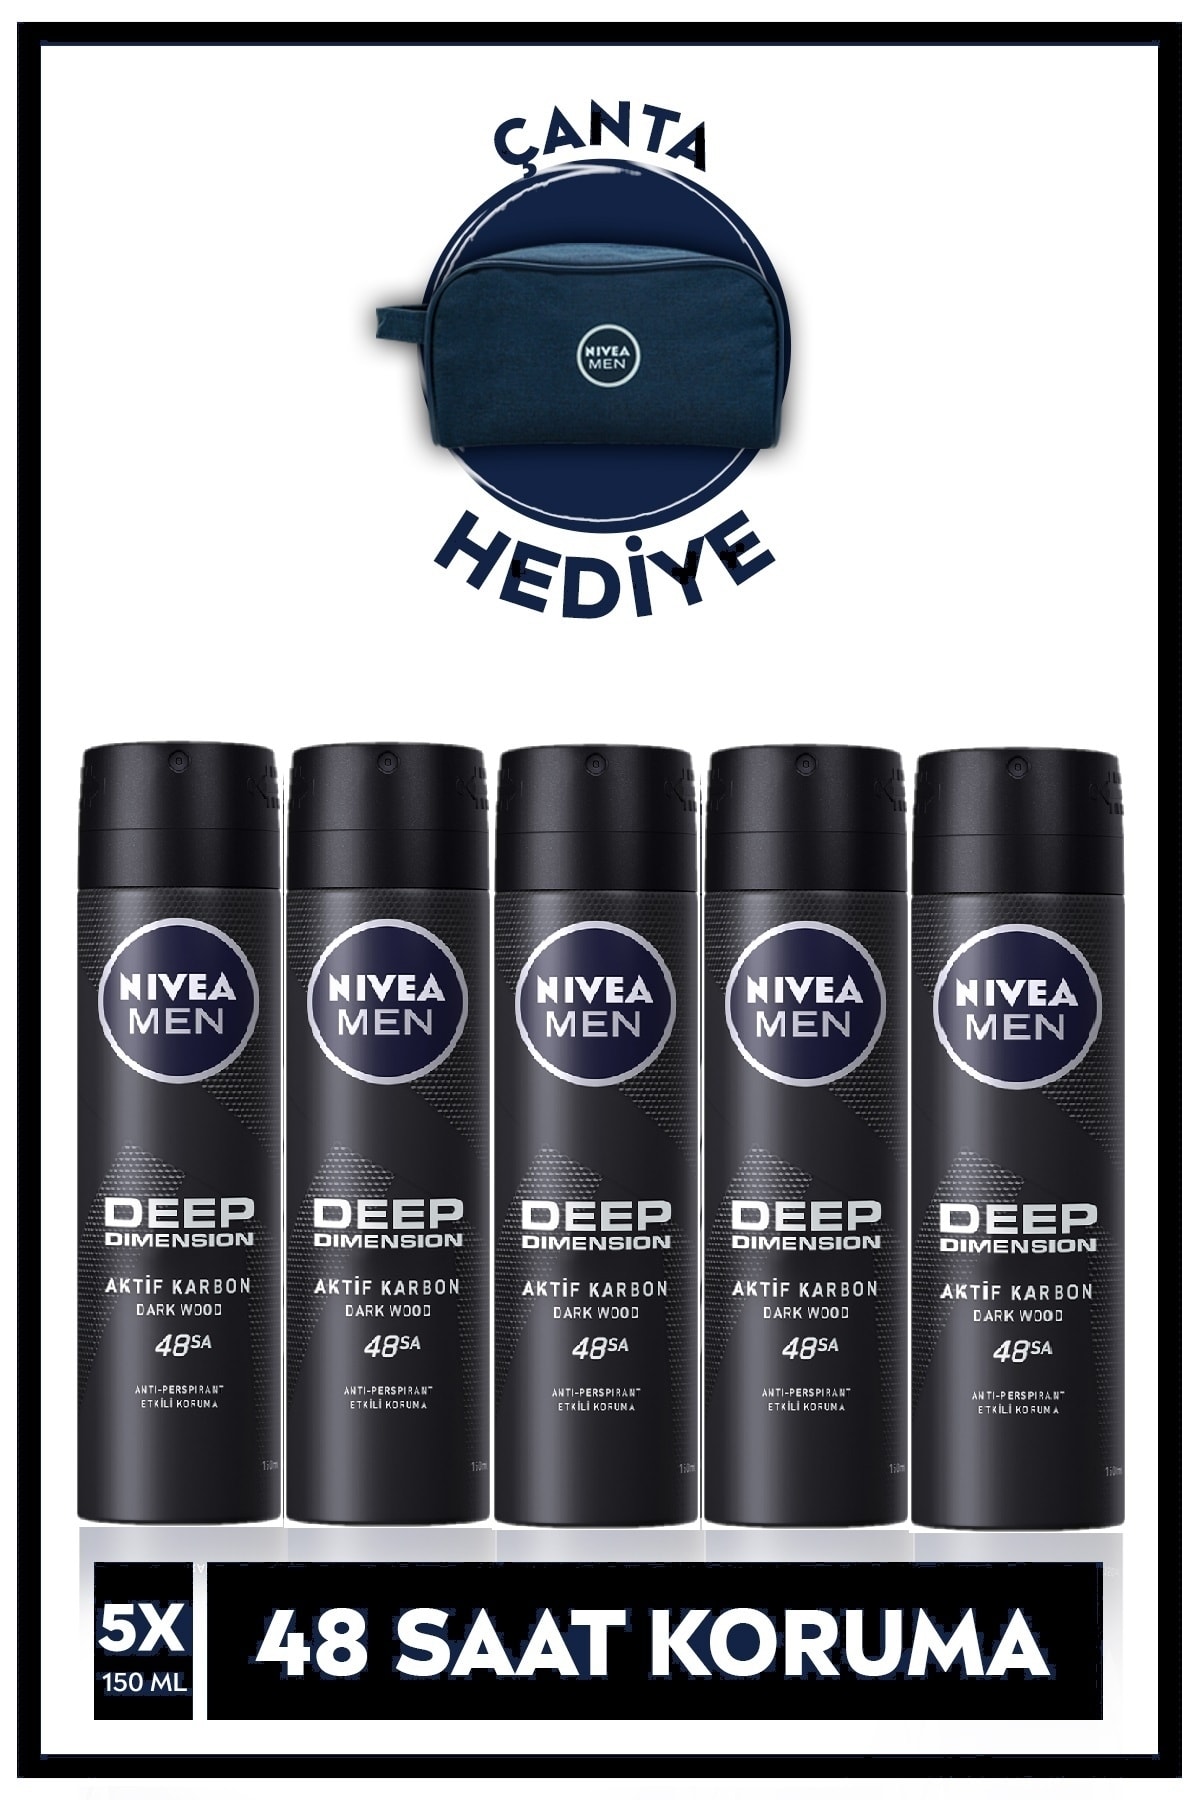 ÇANTA
NIVEA
MEN
HEDİYE
NIVEA
MEN
DEEP
DIMENSION
AKTİF KARBON
DARK WOOD
48SA
ANTI-PERSPIRANT
ETKİLİ KORUMA
NIVEA
MEN
DEEP
DIMENSION
AKTİF KARBON
DARK WOOD
48SA
ANTI-PERSPIRANT
ETKİLİ KORUMA
NIVEA
MEN
DEEP
DIMENSION
AKTİF KARBON
DARK WOOD
48SA
ANTI-PERSPIRANT
ETKİLİ KORUMA
NIVEA
MEN
DEEP
DIMENSION
AKTİF KARBON
DARK WOOD
48SA
ANTI-PERSPIRANT
ETKİLİ KORUMA
NIVEA
MEN
DEEP
DIMENSION
AKTİF KARBON
DARK WOOD
48SA
ANTI-PERSPIRANT
ETKİLİ KORUMA
5X
150 ML
48 SAAT KORUMA